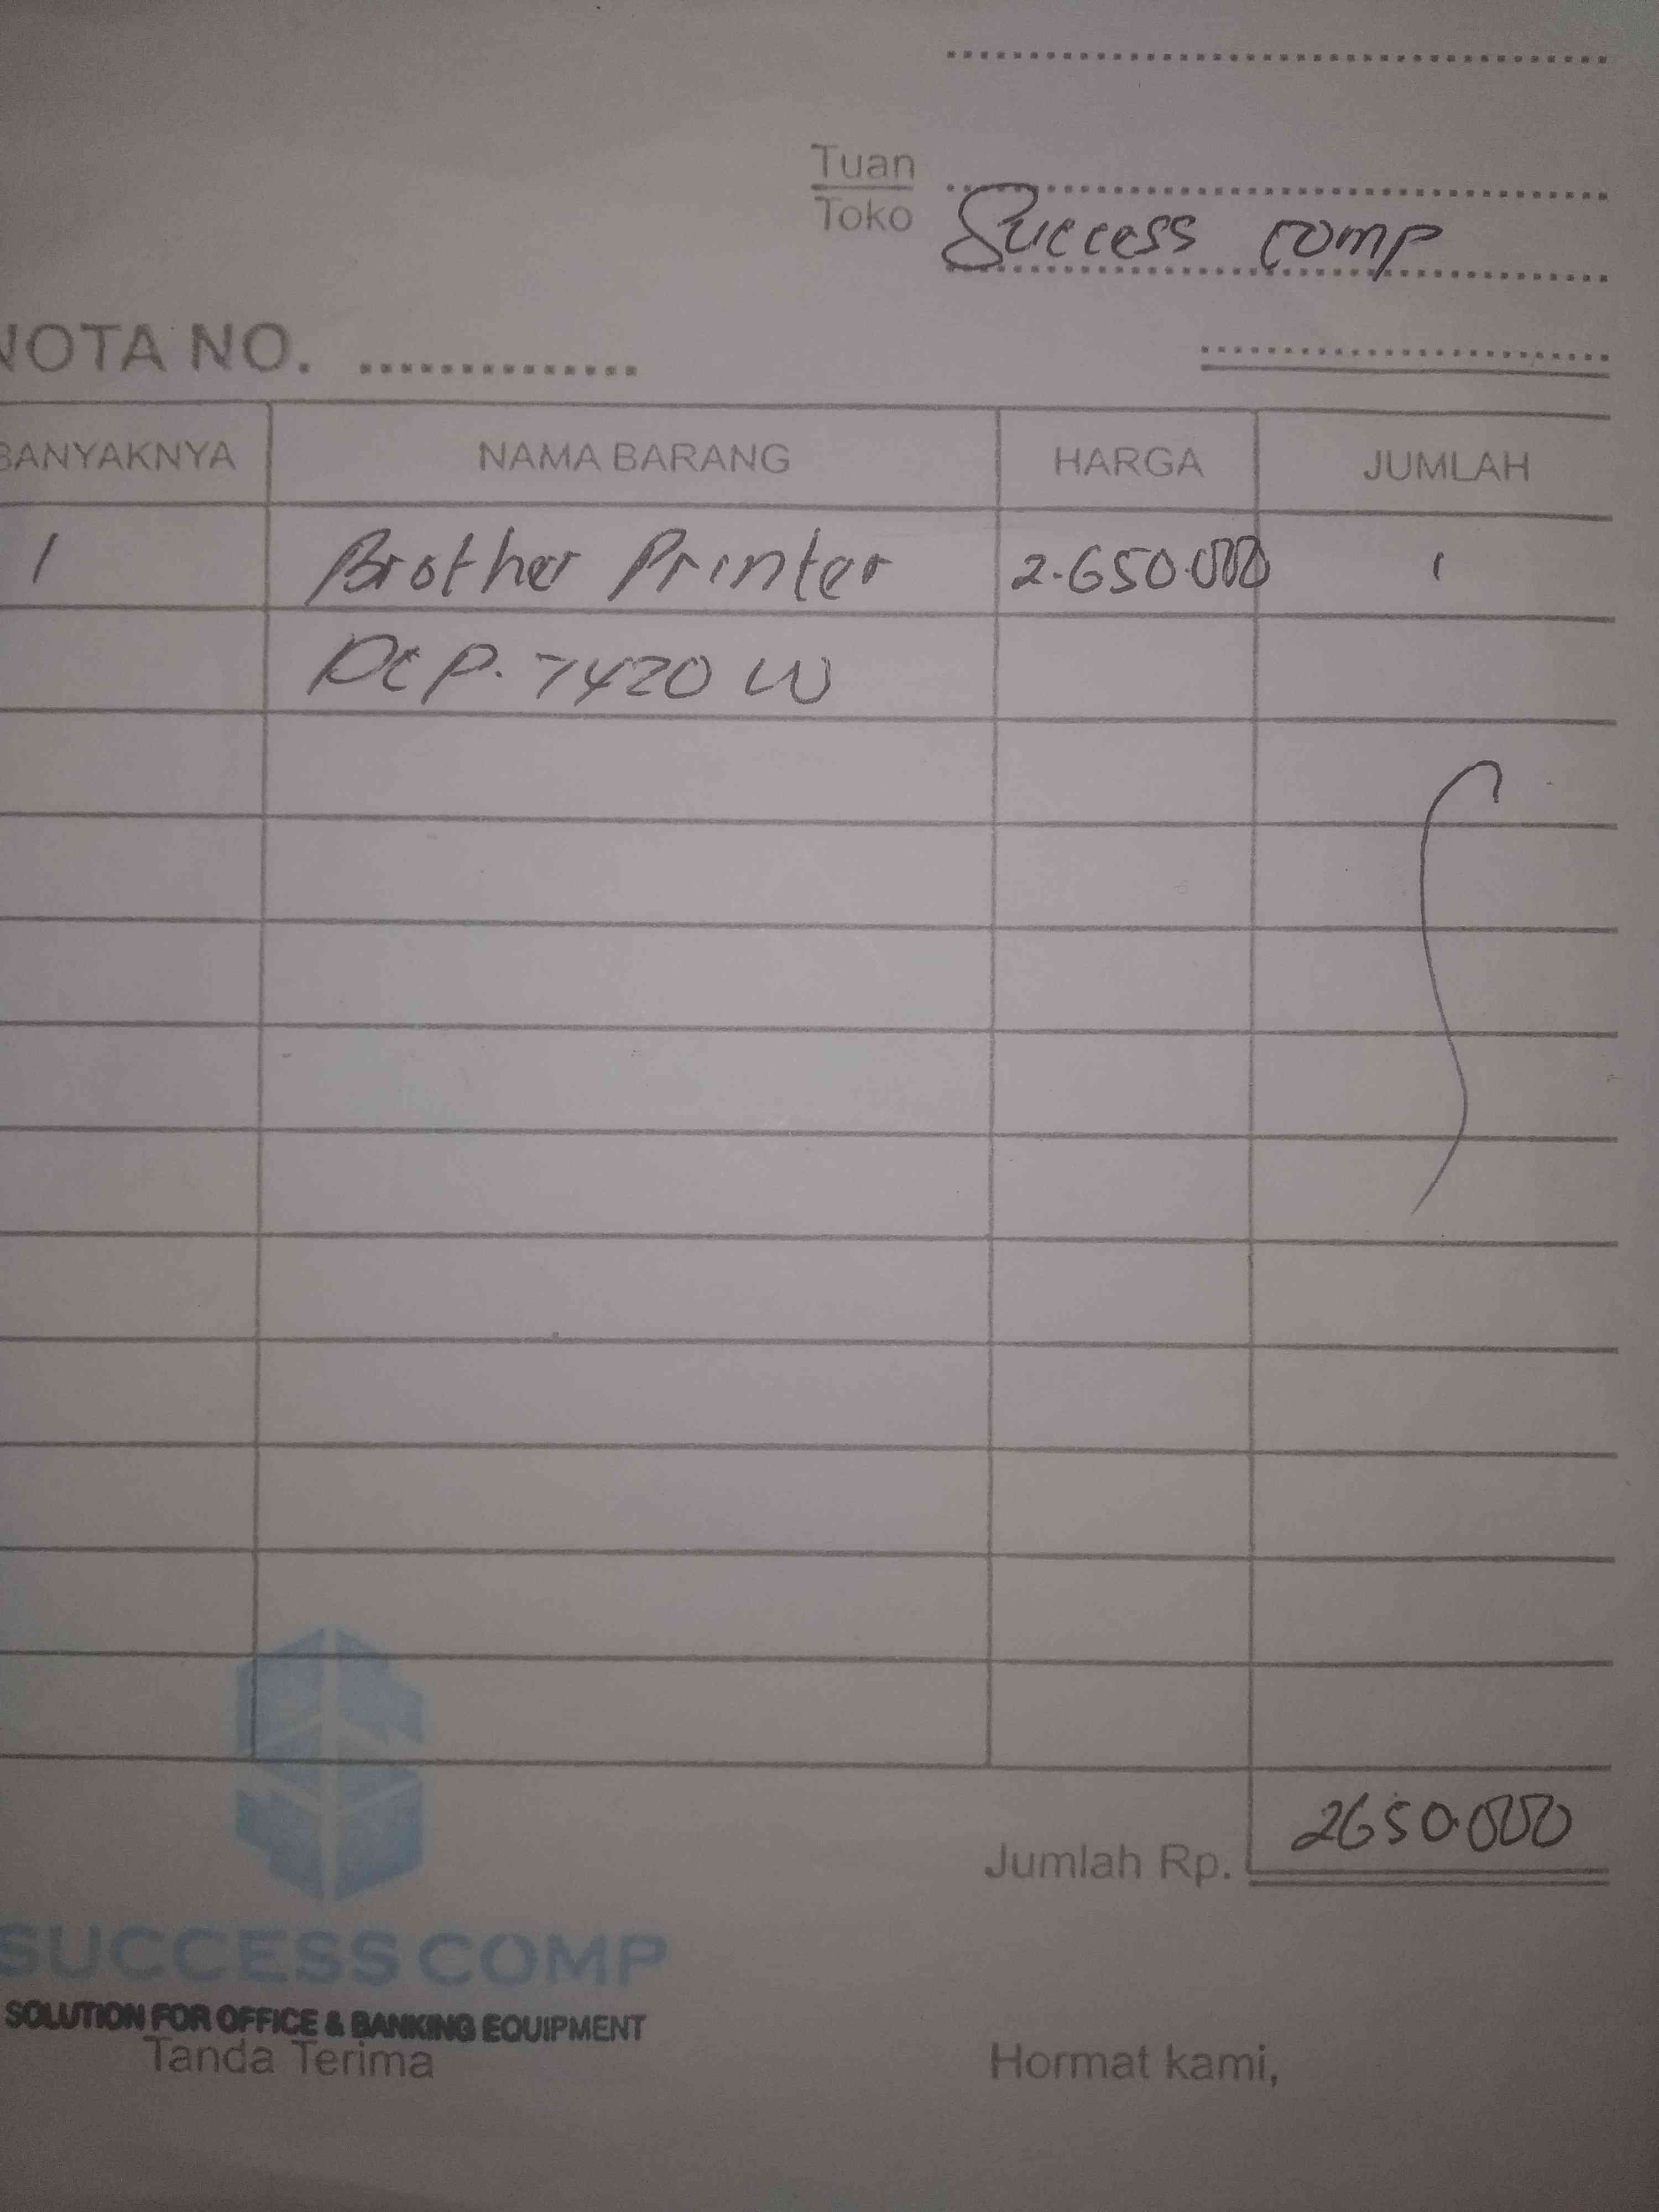 Tuan
Toko Success comp
NOTA NO. ..............
BANYAKNYA NAMA BARANG HARGA JUMLAH
1 Brother Printer 2.650.000 1
DCP. 7420 W
Jumlah Rp. 2650.000
SUCCESS COMP
SOLUTION FOR OFFICE & BANKING EQUIPMENT
Tanda Terima Hormat kami,